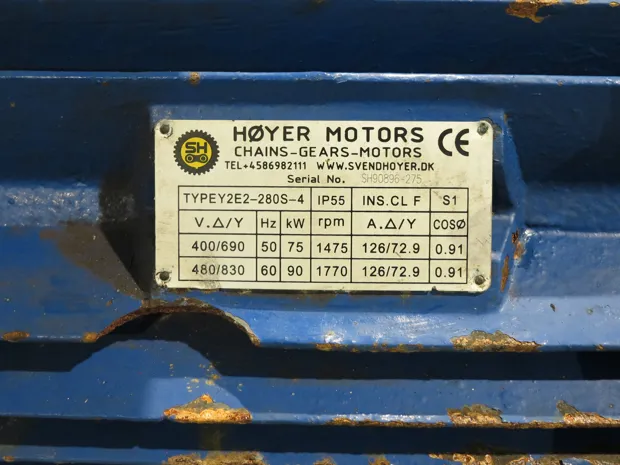 SH
HØYER MOTORS
CE
CHAINS-GEARS-MOTORS
TEL+4586982111 WWW.SVENDHOYER.DK
Serial No. SH90896-275
TYPEY2E2-280S-4 IP55 INS.CL F S1
V.△/Y Hz kW rpm A.△/Y COSØ
400/690 50 75 1475 126/72.9 0.91
480/830 60 90 1770 126/72.9 0.91